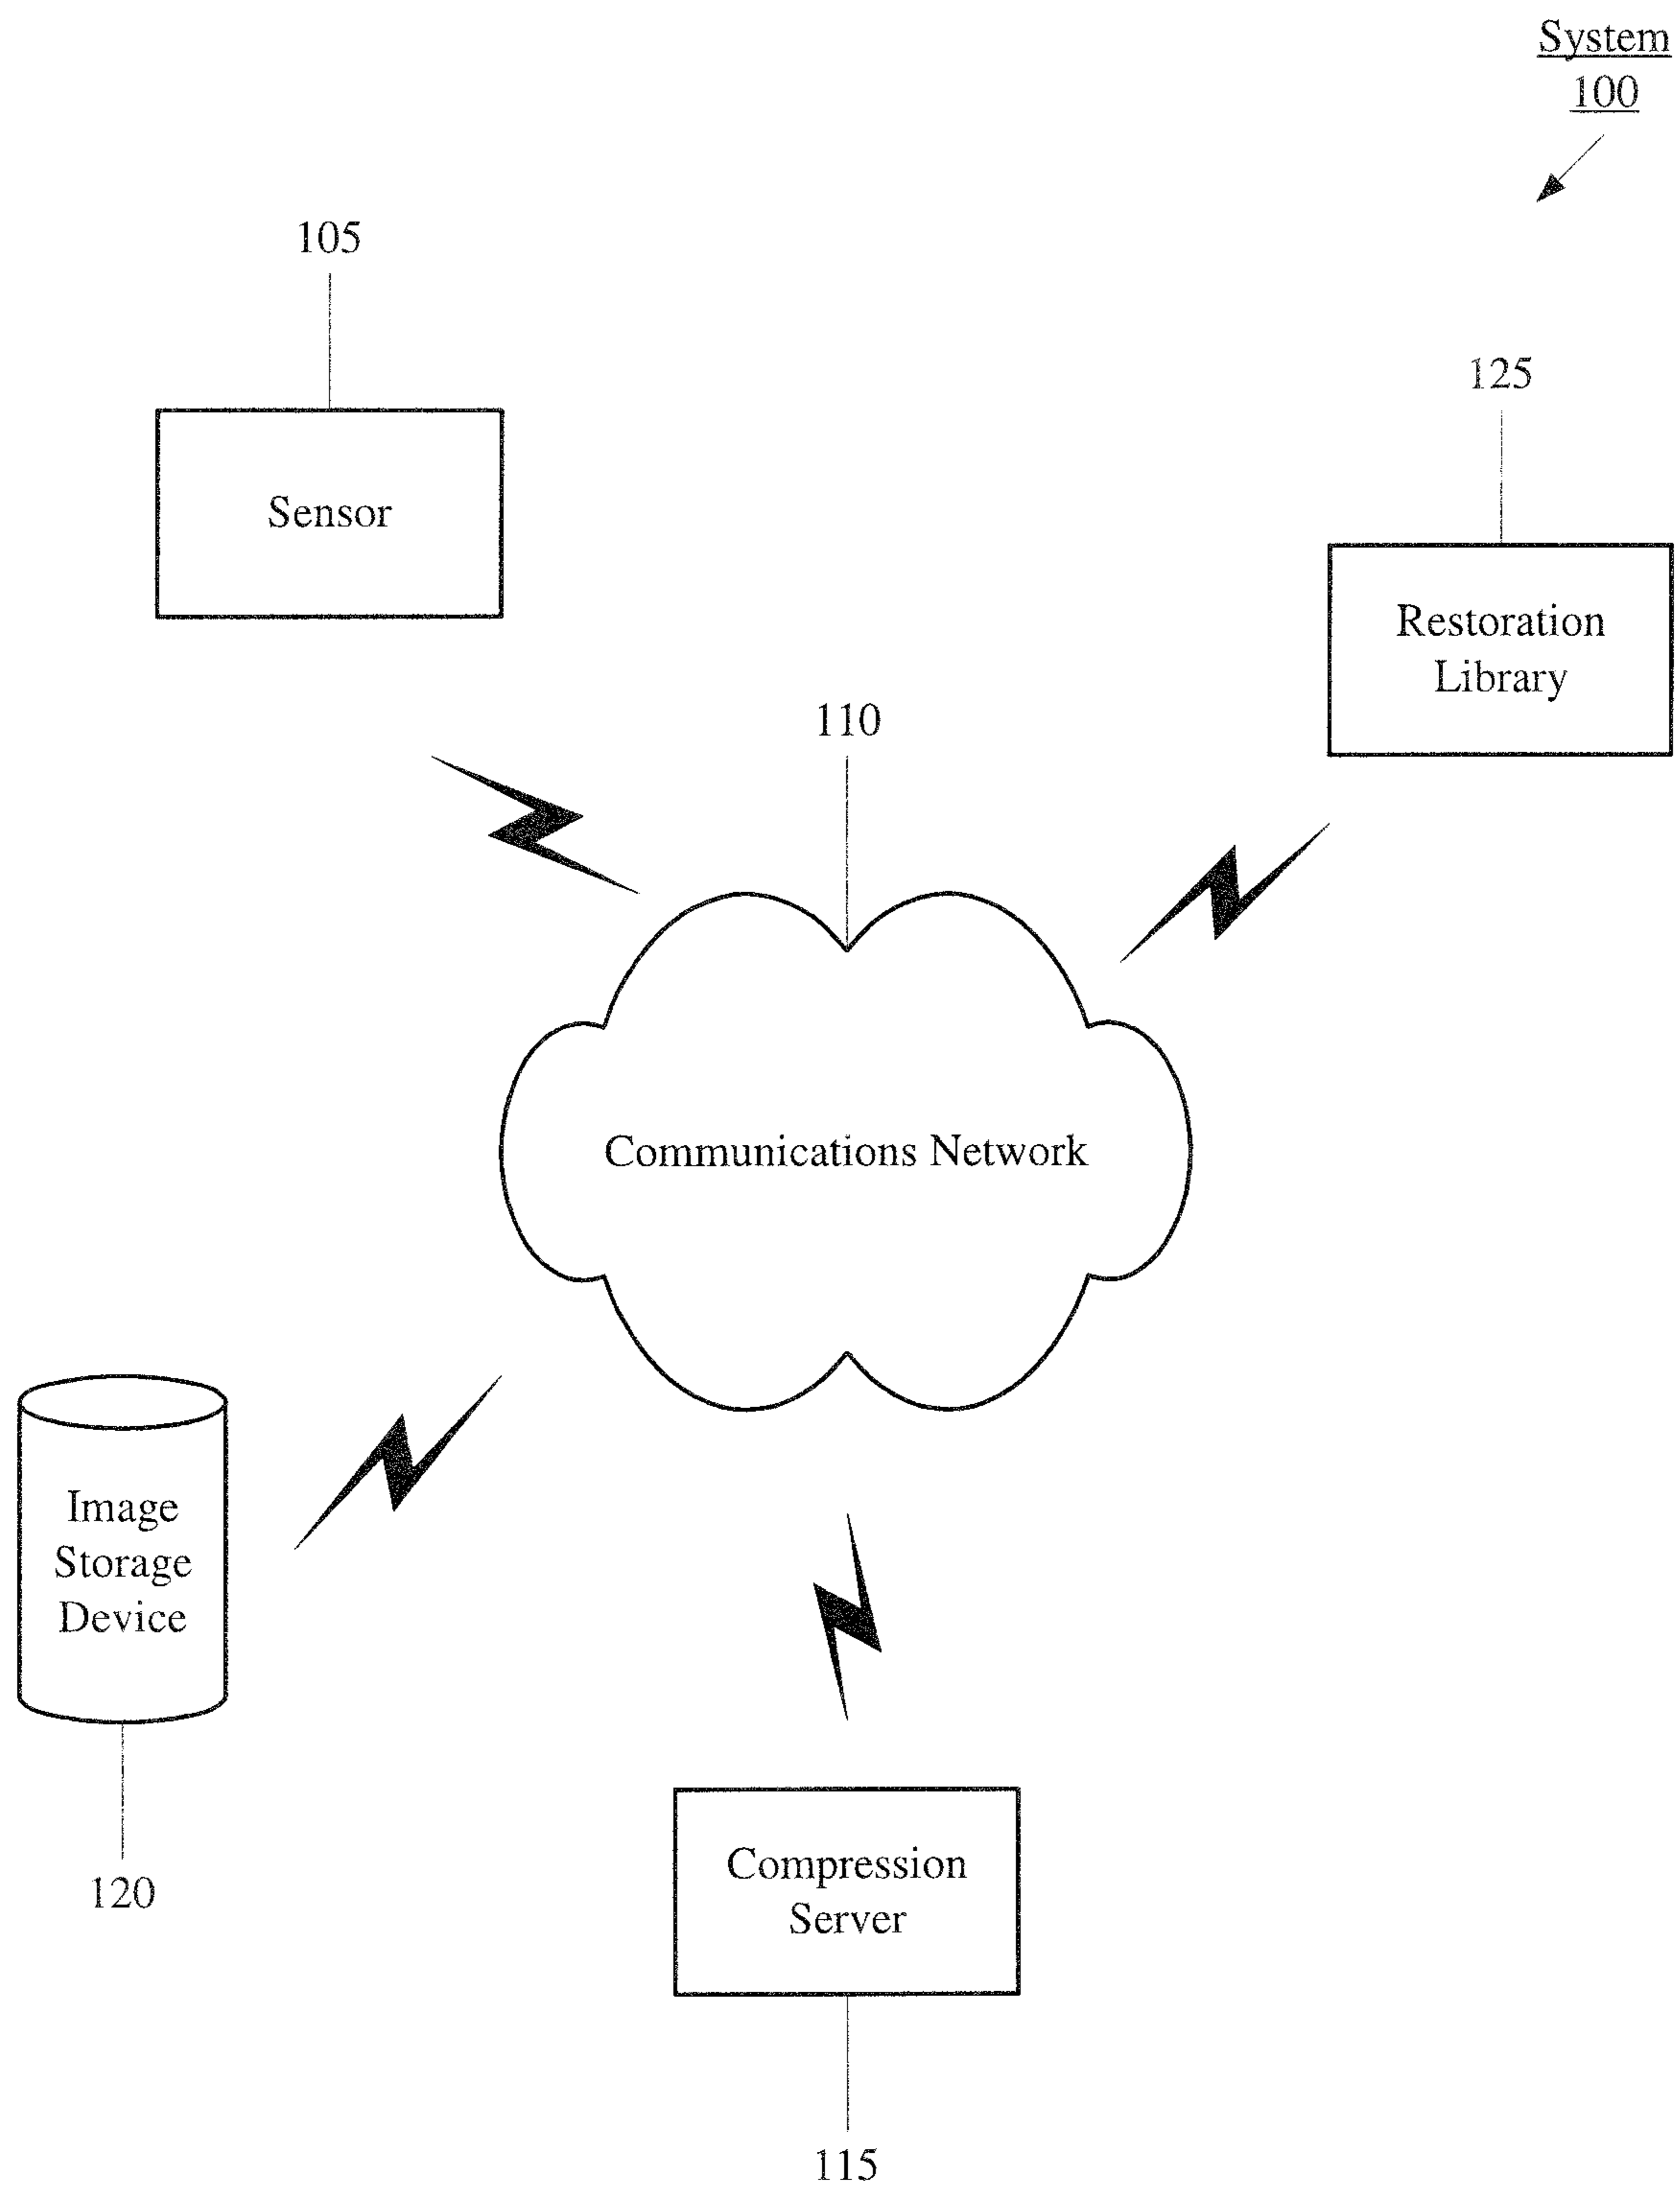 System
100
105
Sensor
125
Restoration
Library
110
Communications Network
Image
Storage
Device
120
Compression
Server
115